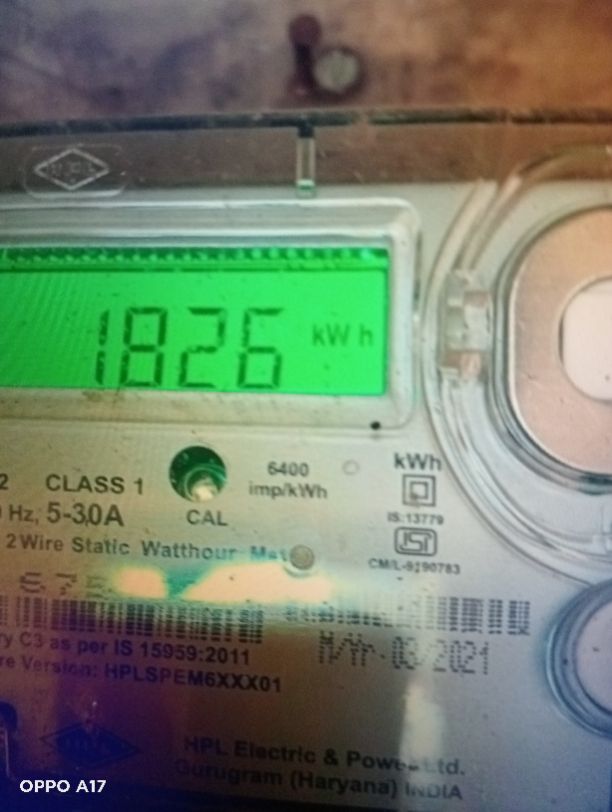 1826 kWh
CLASS 1
6400
imp/kWh
kWh
Hz, 5-30A
CAL
IS:13779
2 Wire Static Watthour
CM/L-9190783
C3 as per IS 15959:2011
M/Yr-03/2021
Version: HPLSPEM6XXX01
HPL Electric & Power Ltd.
Gurugram (Haryana) INDIA
OPPO A17